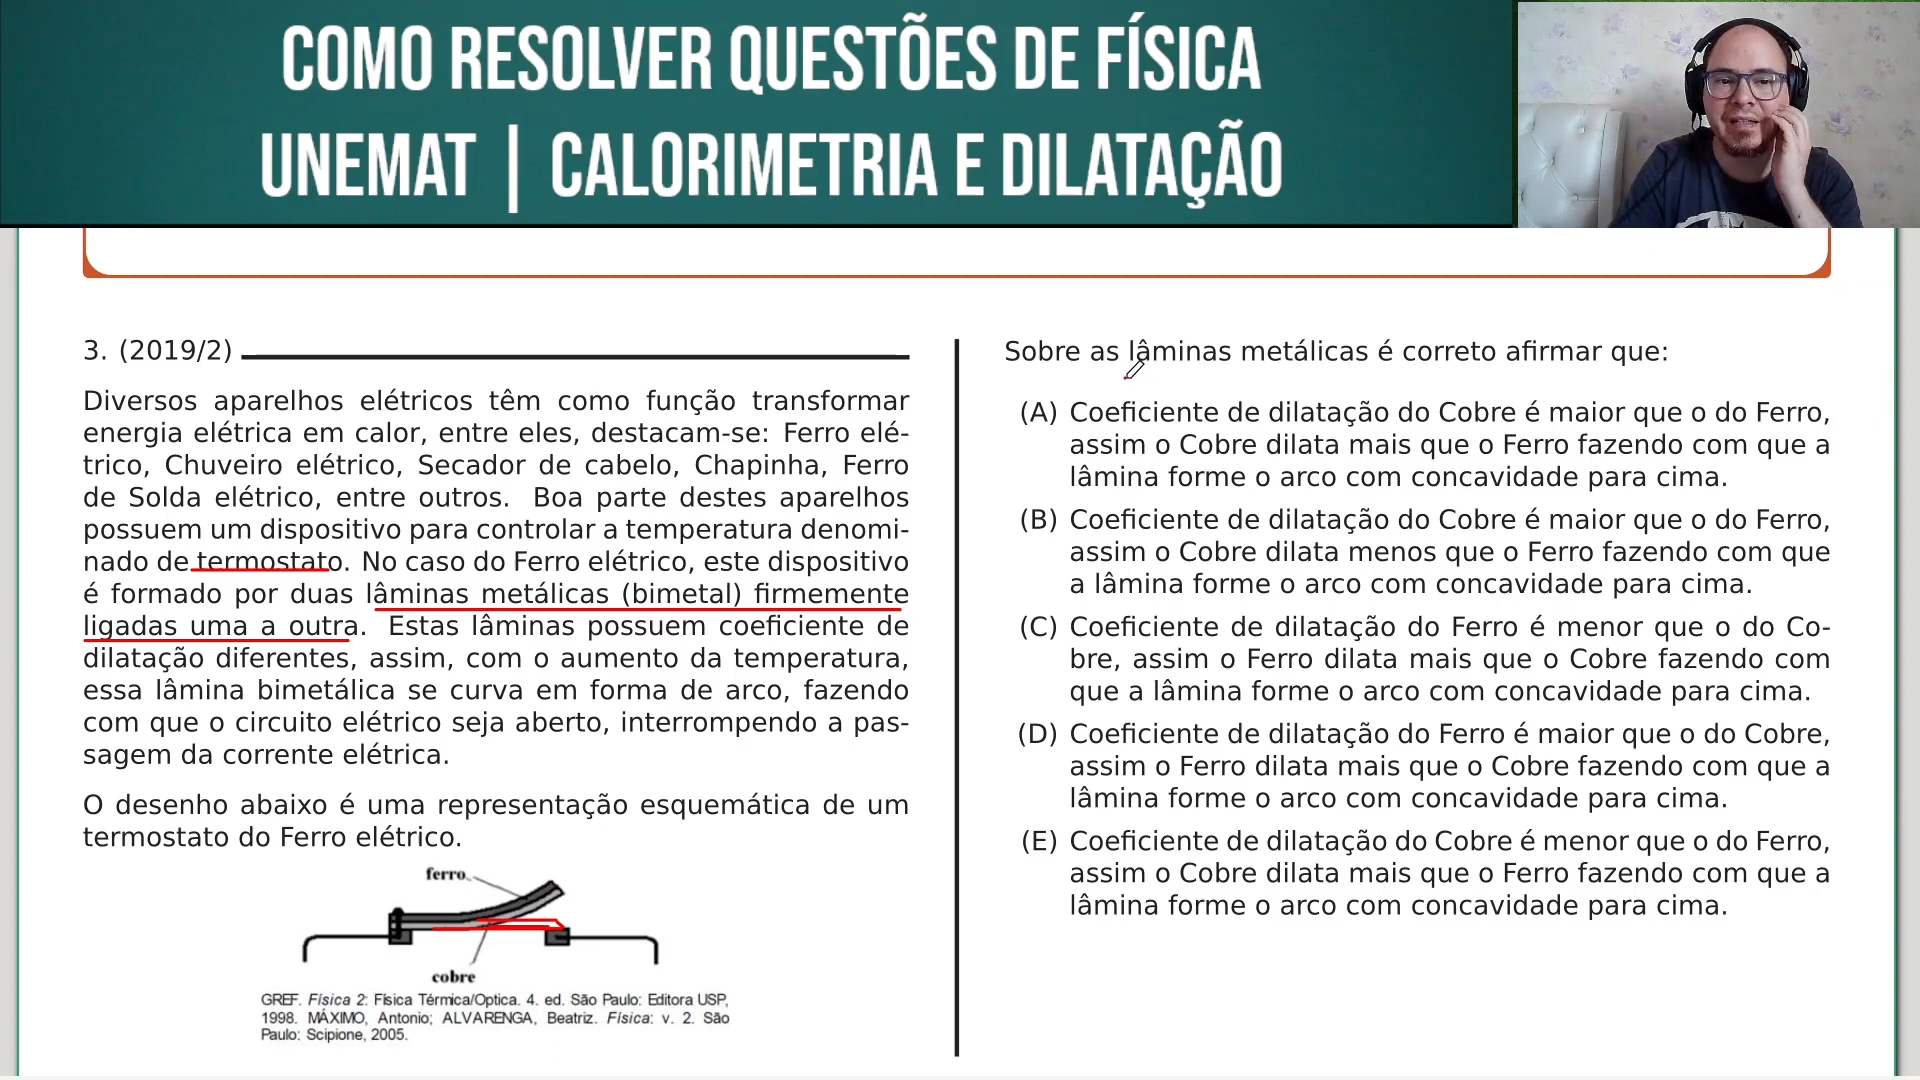 COMO RESOLVER QUESTÕES DE FÍSICA
UNEMAT | CALORIMETRIA E DILATAÇÃO
3. (2019/2)
Diversos aparelhos elétricos têm como função transformar
energia elétrica em calor, entre eles, destacam-se: Ferro elé-
trico, Chuveiro elétrico, Secador de cabelo, Chapinha, Ferro
de Solda elétrico, entre outros. Boa parte destes aparelhos
possuem um dispositivo para controlar a temperatura denomi-
nado de termostato. No caso do Ferro elétrico, este dispositivo
é formado por duas lâminas metálicas (bimetal) firmemente
ligadas uma a outra. Estas lâminas possuem coeficiente de
dilatação diferentes, assim, com o aumento da temperatura,
essa lâmina bimetálica se curva em forma de arco, fazendo
com que o circuito elétrico seja aberto, interrompendo a pas-
sagem da corrente elétrica.
O desenho abaixo é uma representação esquemática de um
termostato do Ferro elétrico.
ferro
cobre
GREF. Física 2: Física Térmica/Optica. 4. ed. São Paulo: Editora USP,
1998. MÁXIMO, Antonio; ALVARENGA, Beatriz. Física: v. 2. São
Paulo: Scipione, 2005.
Sobre as lâminas metálicas é correto afirmar que:
(A) Coeficiente de dilatação do Cobre é maior que o do Ferro,
assim o Cobre dilata mais que o Ferro fazendo com que a
lâmina forme o arco com concavidade para cima.
(B) Coeficiente de dilatação do Cobre é maior que o do Ferro,
assim o Cobre dilata menos que o Ferro fazendo com que
a lâmina forme o arco com concavidade para cima.
(C) Coeficiente de dilatação do Ferro é menor que o do Co-
bre, assim o Ferro dilata mais que o Cobre fazendo com
que a lâmina forme o arco com concavidade para cima.
(D) Coeficiente de dilatação do Ferro é maior que o do Cobre,
assim o Ferro dilata mais que o Cobre fazendo com que a
lâmina forme o arco com concavidade para cima.
(E) Coeficiente de dilatação do Cobre é menor que o do Ferro,
assim o Cobre dilata mais que o Ferro fazendo com que a
lâmina forme o arco com concavidade para cima.